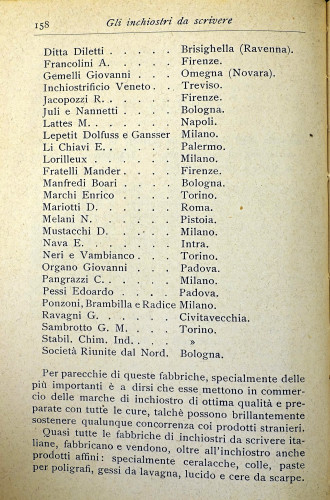 158 Gli inchiostri da scrivere
Ditta Diletti . . . . . Brisighella (Ravenna).
Francolini A. . . . . . Firenze.
Gemelli Giovanni . . . . Omegna (Novara).
Inchiostrificio Veneto . . Treviso.
Jacopozzi R. . . . . . Firenze.
Juli e Nannetti . . . . Bologna.
Lattes M. . . . . . . Napoli.
Lepetit Dolfuss e Gansser Milano.
Li Chiavi E. . . . . . Palermo.
Lorilleux . . . . . . Milano.
Fratelli Mander . . . . Firenze.
Manfredi Boari . . . . Bologna.
Marchi Enrico . . . . Torino.
Mariotti D. . . . . . Roma.
Melani N. . . . . . Pistoia.
Mustacchi D. . . . . Milano.
Nava E. . . . . . . Intra.
Neri e Vambianco . . . Torino.
Organo Giovanni . . . Padova.
Pangrazzi C. . . . . . Milano.
Pessi Edoardo . . . . Padova.
Ponzoni, Brambilla e Radice Milano.
Ravagni G. . . . . . Civitavecchia.
Sambrotto G. M. . . . Torino.
Stabil. Chim. Ind. . . . »
Società Riunite dal Nord. Bologna.
Per parecchie di queste fabbriche, specialmente delle
più importanti è a dirsi che esse mettono in commer-
cio delle marche di inchiostro di ottima qualità e pre-
parate con tutte le cure, talchè possono brillantemente
sostenere qualunque concorrenza coi prodotti stranieri.
Quasi tutte le fabbriche di inchiostri da scrivere ita-
liane, fabbricano e vendono, oltre all'inchiostro anche
prodotti affini: specialmente ceralacche, colle, paste
per poligrafi, gessi da lavagna, lucido e cere da scarpe.